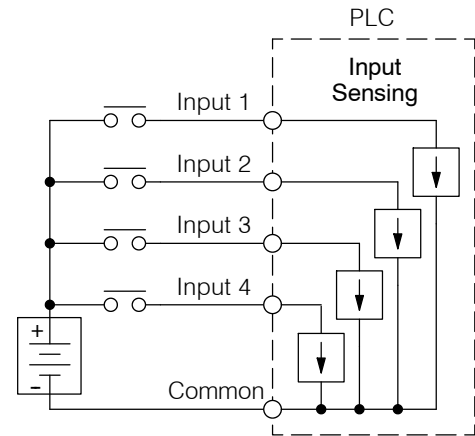 PLC
Input
Sensing
Input 1
Input 2
Input 3
Input 4
+
–
Common